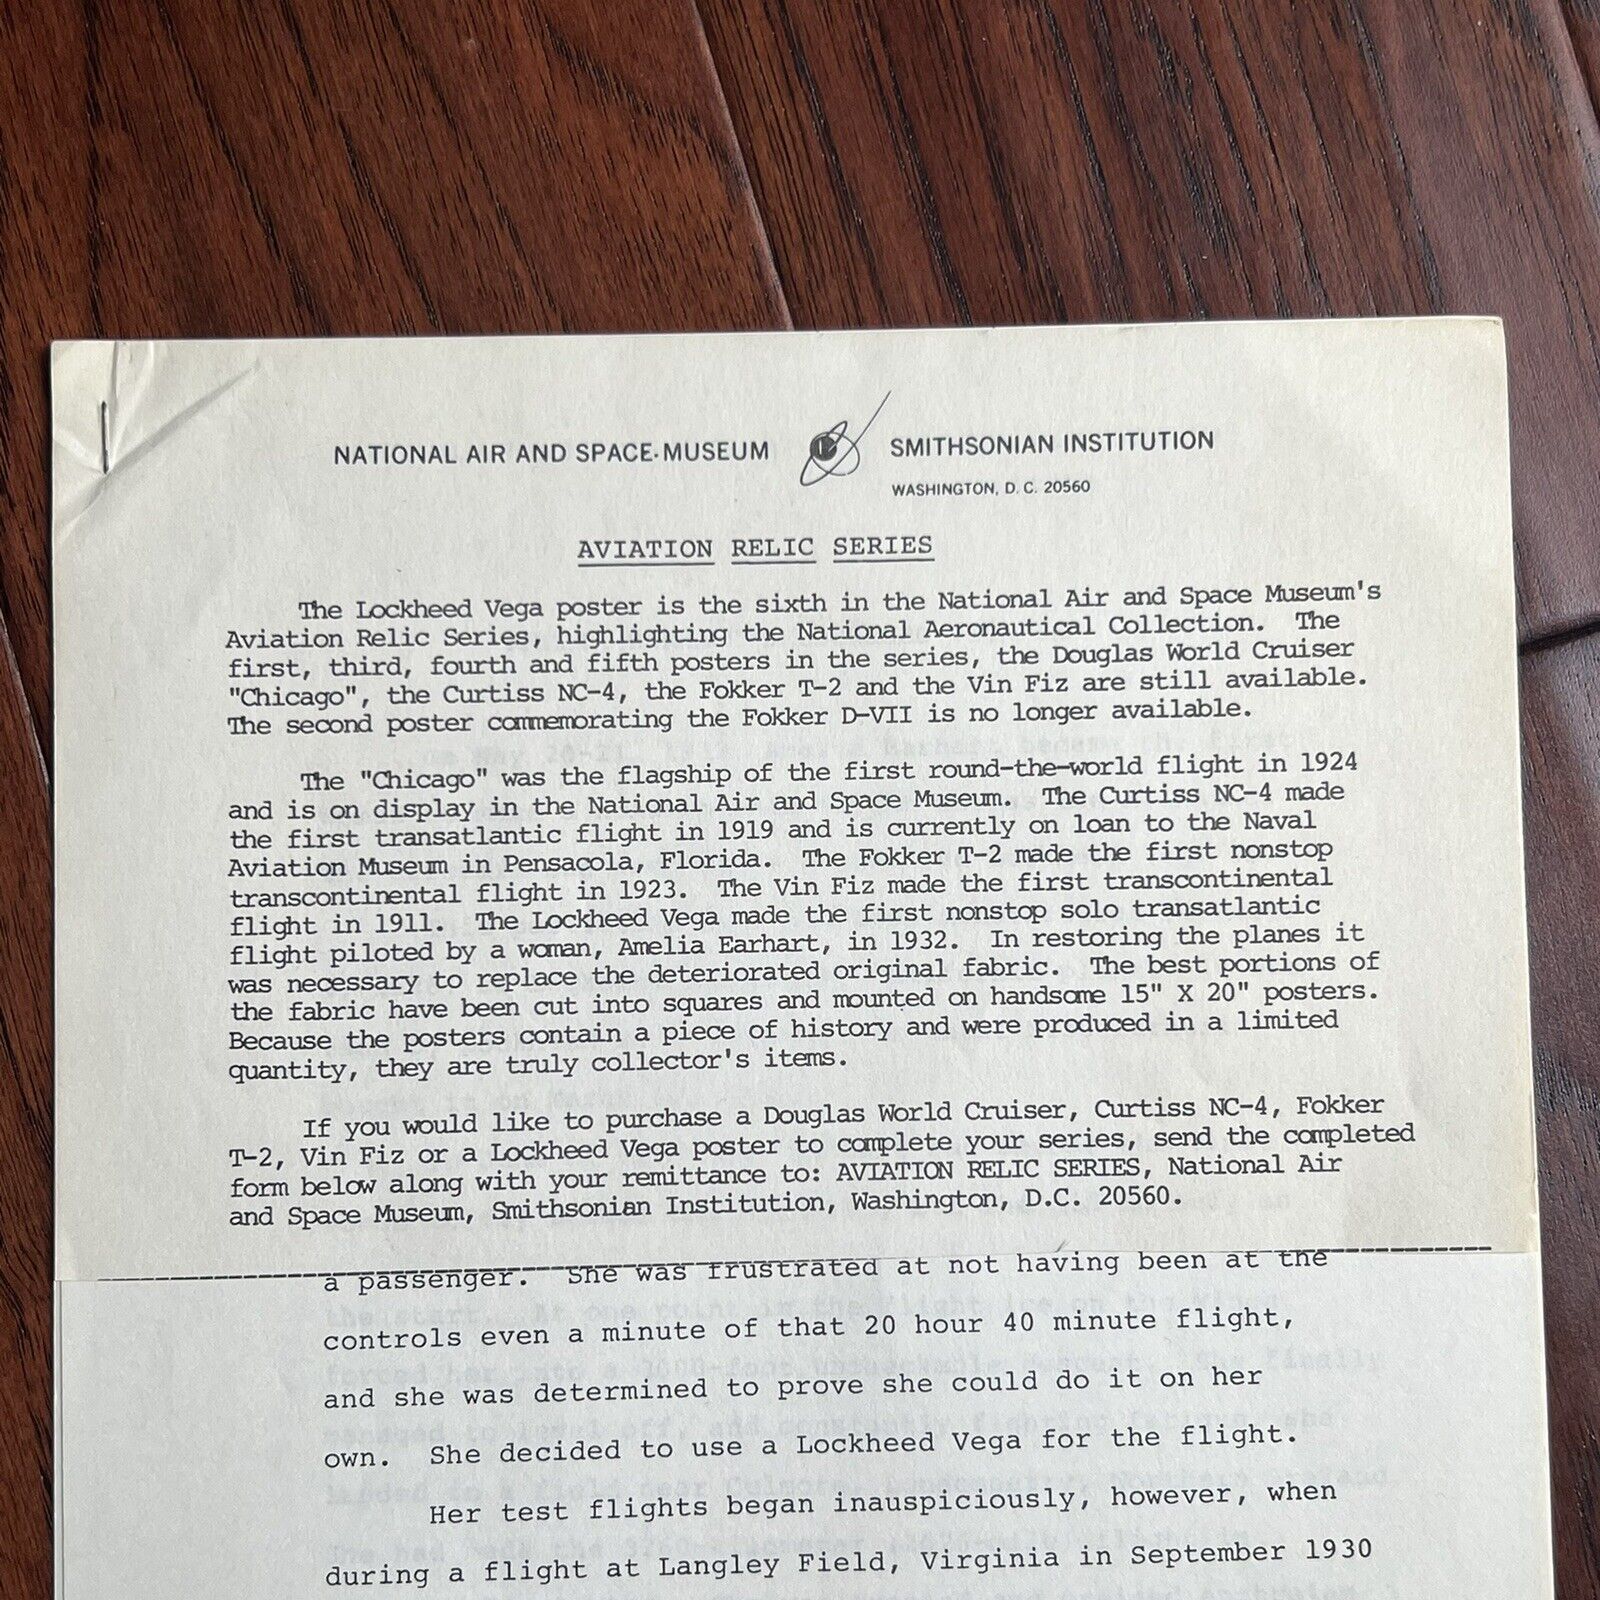 NATIONAL AIR AND SPACE MUSEUM SMITHSONIAN INSTITUTION
WASHINGTON, D. C. 20560
AVIATION RELIC SERIES
The Lockheed Vega poster is the sixth in the National Air and Space Museum's
Aviation Relic Series, highlighting the National Aeronautical Collection. The
first, third, fourth and fifth posters in the series, the Douglas World Cruiser
"Chicago", the Curtiss NC-4, the Fokker T-2 and the Vin Fiz are still available.
The second poster commemorating the Fokker D-VII is no longer available.
The "Chicago" was the flagship of the first round-the-world flight in 1924
and is on display in the National Air and Space Museum. The Curtiss NC-4 made
the first transatlantic flight in 1919 and is currently on loan to the Naval
Aviation Museum in Pensacola, Florida. The Fokker T-2 made the first nonstop
transcontinental flight in 1923. The Vin Fiz made the first transcontinental
flight in 1911. The Lockheed Vega made the first nonstop solo transatlantic
flight piloted by a woman, Amelia Earhart, in 1932. In restoring the planes it
was necessary to replace the deteriorated original fabric. The best portions of
the fabric have been cut into squares and mounted on handsome 15" X 20" posters.
Because the posters contain a piece of history and were produced in a limited
quantity, they are truly collector's items.
If you would like to purchase a Douglas World Cruiser, Curtiss NC-4, Fokker
T-2, Vin Fiz or a Lockheed Vega poster to complete your series, send the completed
form below along with your remittance to: AVIATION RELIC SERIES, National Air
and Space Museum, Smithsonian Institution, Washington, D.C. 20560.
a passenger. She was frustrated at not having been at the
controls even a minute of that 20 hour 40 minute flight,
and she was determined to prove she could do it on her
own. She decided to use a Lockheed Vega for the flight.
Her test flights began inauspiciously, however, when
during a flight at Langley Field, Virginia in September 1930